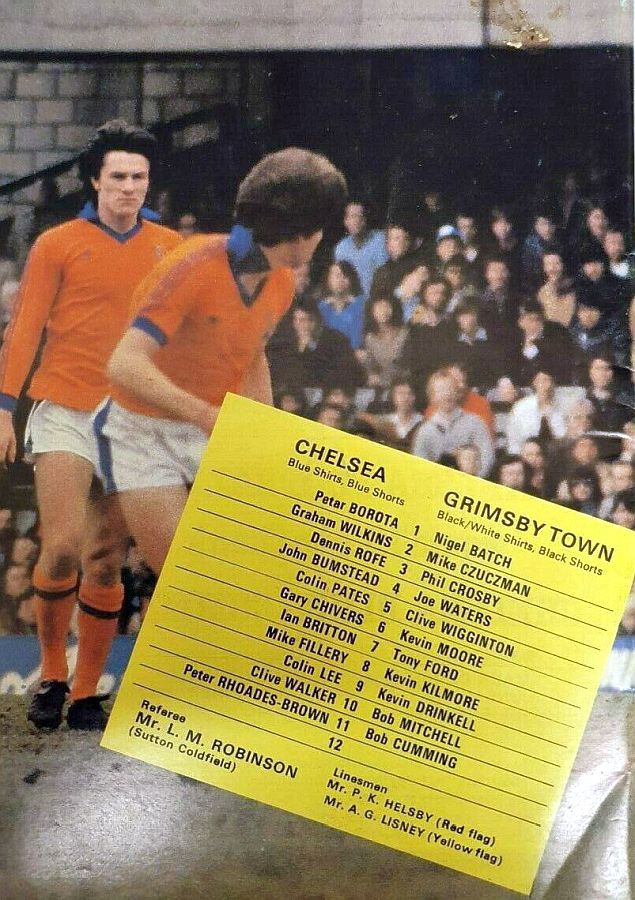 CHELSEA
Blue Shirts, Blue Shorts
GRIMSBY TOWN
Black/White Shirts, Black Shorts
Petar BOROTA 1 Nigel BATCH
Graham WILKINS 2 Mike CZUCZMAN
Dennis ROFE 3 Phil CROSBY
John BUMSTEAD 4 Joe WATERS
Colin PATES 5 Clive WIGGINTON
Gary CHIVERS 6 Kevin MOORE
Ian BRITTON 7 Tony FORD
Mike FILLERY 8 Kevin KILMORE
Colin LEE 9 Kevin DRINKELL
Clive WALKER 10 Bob MITCHELL
Peter RHOADES-BROWN 11 Bob CUMMING
12
Referee
Mr. L. M. ROBINSON
(Sutton Coldfield)
Linesmen
Mr. P. K. HELSBY (Red flag)
Mr. A. G. LISNEY (Yellow flag)